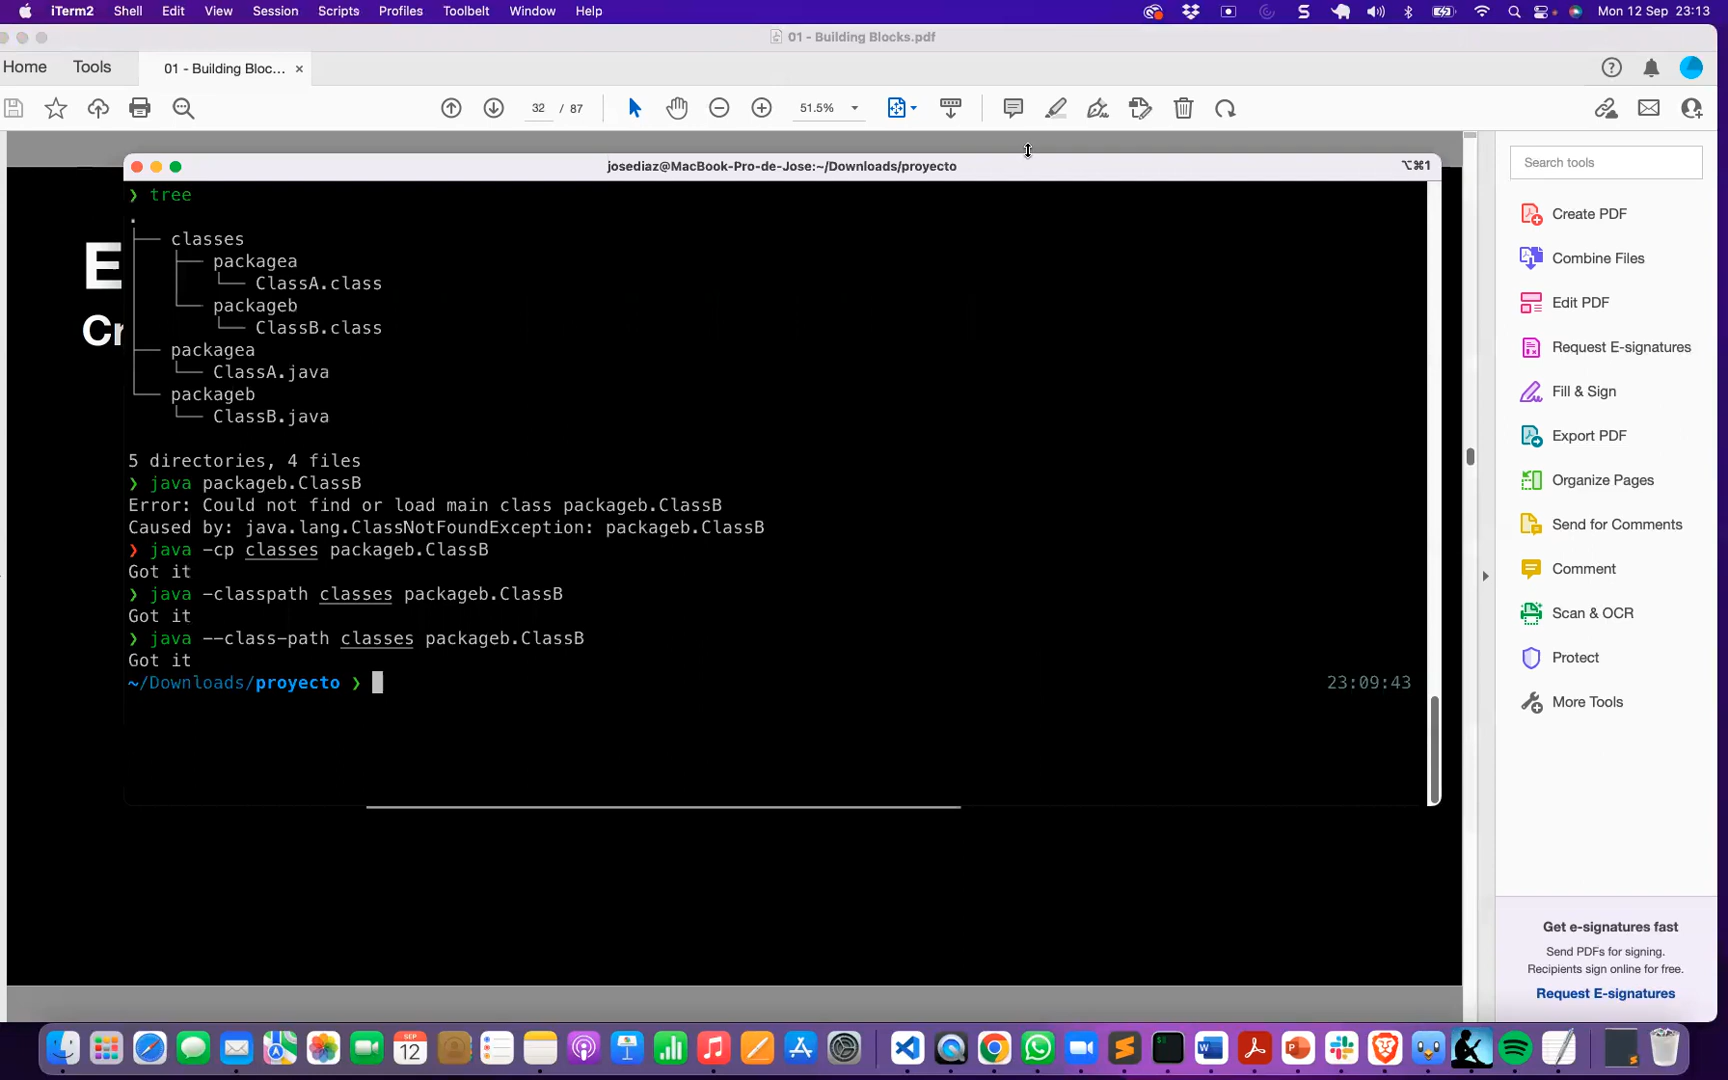 iTerm2 Shell Edit View Session Scripts Profiles Toolbelt Window Help Mon 12 Sep 23:13
01 - Building Blocks.pdf
Home Tools 01 - Building Bloc... ×
32 / 87 51.5%
josediaz@MacBook-Pro-de-Jose:~/Downloads/proyecto ⌥⌘1
Search tools
Create PDF
Combine Files
Edit PDF
Request E-signatures
Fill & Sign
Export PDF
Organize Pages
Send for Comments
Comment
Scan & OCR
Protect
More Tools
Get e-signatures fast
Send PDFs for signing.
Recipients sign online for free.
Request E-signatures
E
Cr
❯ tree
.
├── classes
│   ├── packagea
│   │   └── ClassA.class
│   └── packageb
│       └── ClassB.class
├── packagea
│   └── ClassA.java
└── packageb
    └── ClassB.java
5 directories, 4 files
❯ java packageb.ClassB
Error: Could not find or load main class packageb.ClassB
Caused by: java.lang.ClassNotFoundException: packageb.ClassB
❯ java -cp classes packageb.ClassB
Got it
❯ java -classpath classes packageb.ClassB
Got it
❯ java --class-path classes packageb.ClassB
Got it
~/Downloads/proyecto ❯ 23:09:43
SEP
12